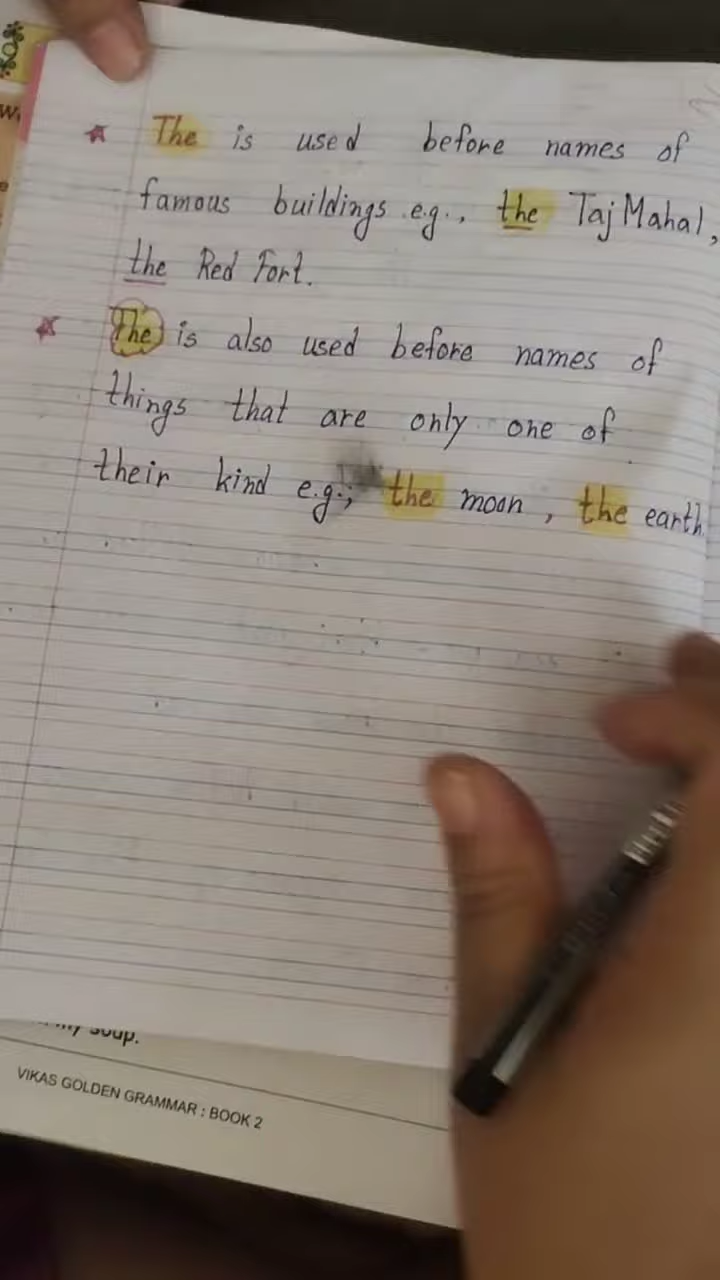 The is used before names of
famous buildings e.g., the Taj Mahal,
the Red Fort.
The is also used before names of
things that are only one of
their kind e.g., the moon, the earth
soup.
VIKAS GOLDEN GRAMMAR : BOOK 2